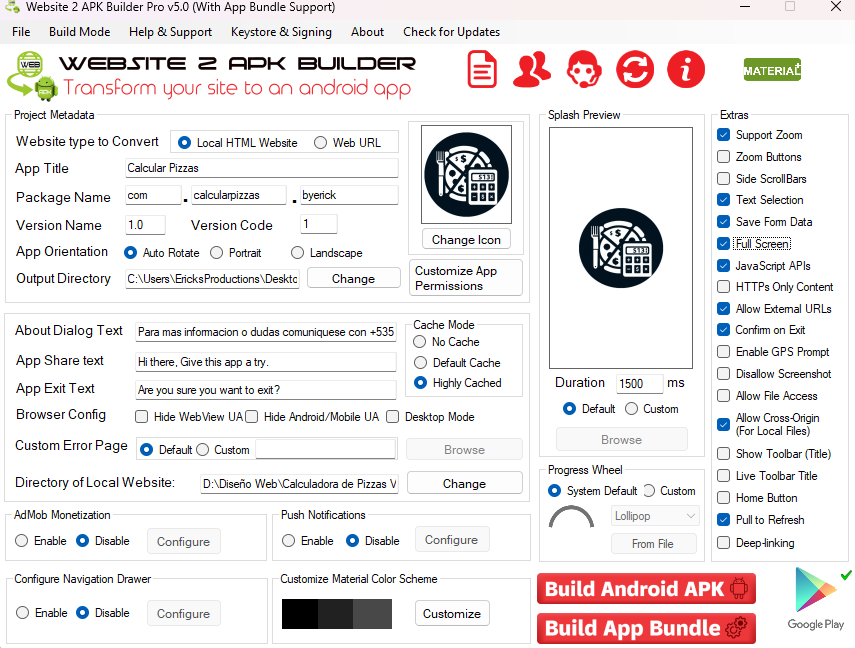 Website 2 APK Builder Pro v5.0 (With App Bundle Support)
File Build Mode Help & Support Keystore & Signing About Check for Updates
WEB
WEBSITE 2 APK BUILDER
Transform your site to an android app
MATERIAL
Project Metadata
Website type to Convert Local HTML Website Web URL
App Title Calcular Pizzas
Package Name com . calcularpizzas . byerick
Version Name 1.0 Version Code 1
App Orientation Auto Rotate Portrait Landscape
Output Directory C:\Users\EricksProductions\Deskto Change
Change Icon
Customize App
Permissions
About Dialog Text Para mas informacion o dudas comuniquese con +535
App Share text Hi there, Give this app a try.
App Exit Text Are you sure you want to exit?
Browser Config Hide WebView UA Hide Android/Mobile UA Desktop Mode
Custom Error Page Default Custom Browse
Directory of Local Website: D:\Diseño Web\Calculadora de Pizzas V Change
Cache Mode
No Cache
Default Cache
Highly Cached
AdMob Monetization
Enable Disable Configure
Push Notifications
Enable Disable Configure
Configure Navigation Drawer
Enable Disable Configure
Customize Material Color Scheme
Customize
Splash Preview
Duration 1500 ms
Default Custom
Browse
Progress Wheel
System Default Custom
Lollipop
From File
Build Android APK
Build App Bundle
Extras
Support Zoom
Zoom Buttons
Side ScrollBars
Text Selection
Save Form Data
Full Screen
JavaScript APIs
HTTPs Only Content
Allow External URLs
Confirm on Exit
Enable GPS Prompt
Disallow Screenshot
Allow File Access
Allow Cross-Origin
(For Local Files)
Show Toolbar (Title)
Live Toolbar Title
Home Button
Pull to Refresh
Deep-linking
Google Play